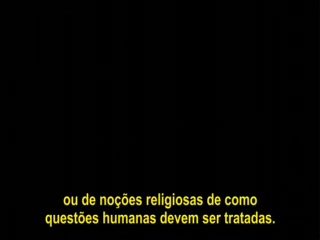 ou de noções religiosas de como
questões humanas devem ser tratadas.